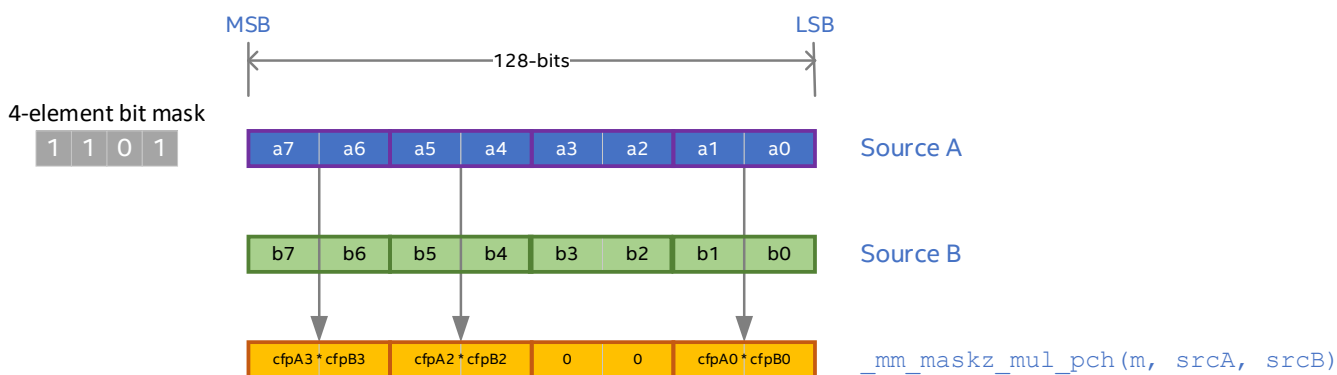 MSB LSB
128-bits
4-element bit mask
1 1 0 1 a7 a6 a5 a4 a3 a2 a1 a0 Source A
b7 b6 b5 b4 b3 b2 b1 b0 Source B
cfpA3 * cfpB3 cfpA2 * cfpB2 0 0 cfpA0 * cfpB0 _mm_maskz_mul_pch(m, srcA, srcB)